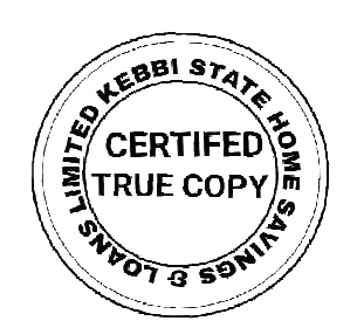 KEBBI STATE HOME SAVINGS & LOANS LIMITED
CERTIFED
TRUE COPY